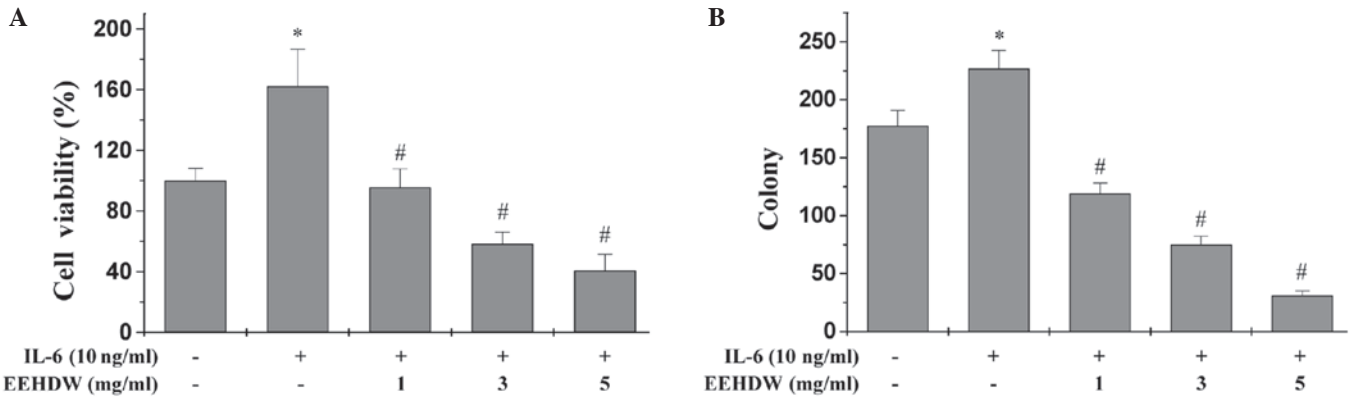 A
Cell viability (%)
200
160
120
80
40
0
*
#
#
#
IL-6 (10 ng/ml) - + + + +
EEHDW (mg/ml) - - 1 3 5
B
Colony
250
200
150
100
50
0
*
#
#
#
IL-6 (10 ng/ml) - + + + +
EEHDW (mg/ml) - - 1 3 5